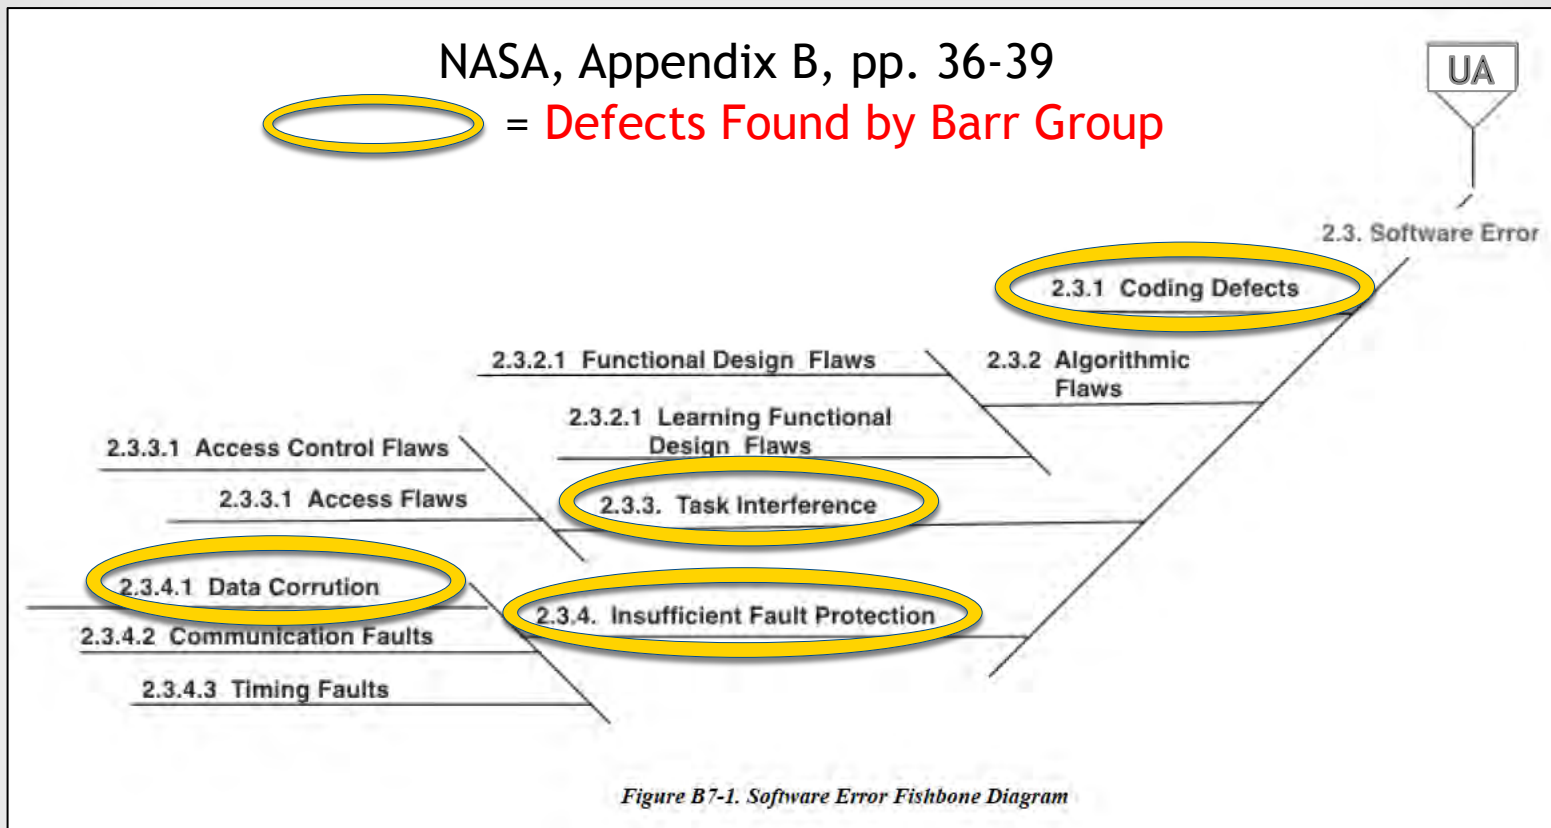 NASA, Appendix B, pp. 36-39
= Defects Found by Barr Group
UA
2.3. Software Error
2.3.1 Coding Defects
2.3.2.1 Functional Design Flaws
2.3.2 Algorithmic
Flaws
2.3.2.1 Learning Functional
Design Flaws
2.3.3.1 Access Control Flaws
2.3.3.1 Access Flaws
2.3.3. Task Interference
2.3.4.1 Data Corrution
2.3.4. Insufficient Fault Protection
2.3.4.2 Communication Faults
2.3.4.3 Timing Faults
Figure B7-1. Software Error Fishbone Diagram